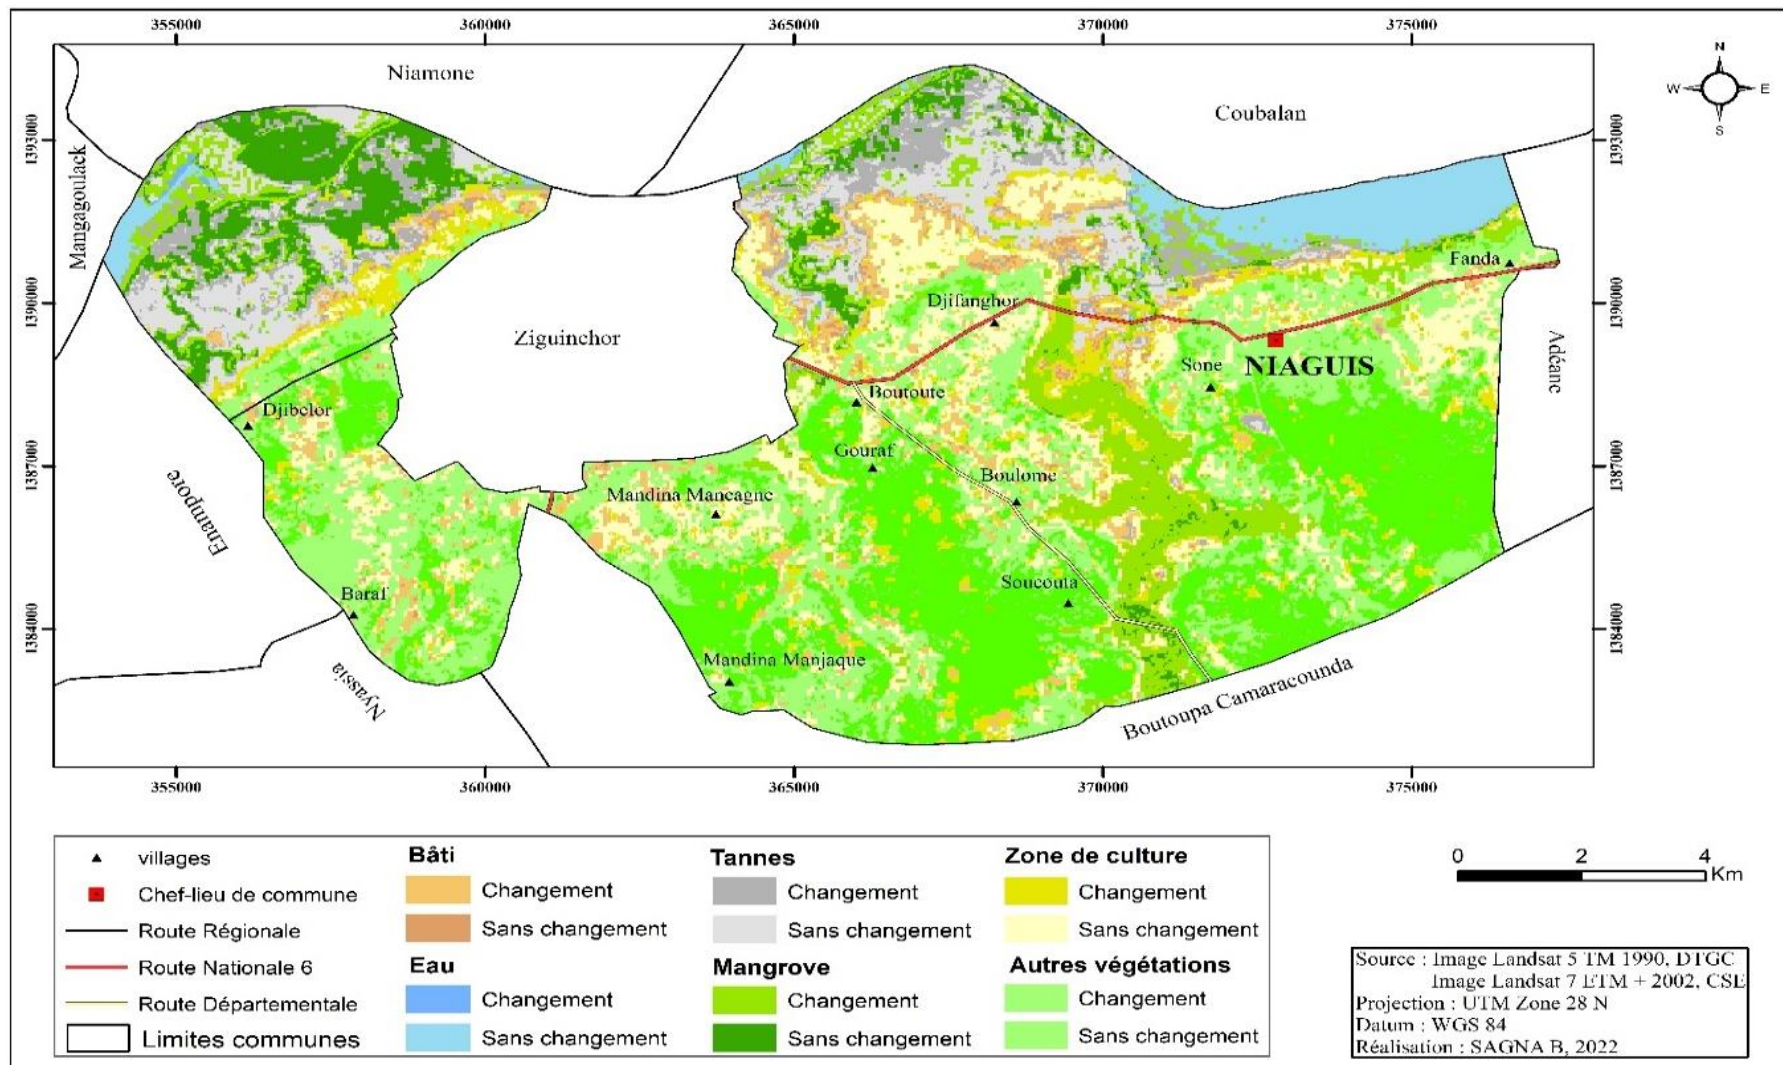 355000 360000 365000 370000 375000
Niamone
Coubalan
N
W E
S
1393000 1393000
Mangagoulack
Fanda
1390000 1390000
Djifanghor
Ziguinchor
Adéane
Sone NIAGUIS
Boutoute
Djibelor
Gouraf
1387000 1387000
Boulome
Mandina Mancagne
Enampore
Soucouta
Baraf
1384000 1384000
Mandina Manjaque
Nyassia
Boutoupa Camaracounda
355000 360000 365000 370000 375000
villages
Chef-lieu de commune
Route Régionale
Route Nationale 6
Route Départementale
Limites communes
Bâti
Changement
Sans changement
Eau
Changement
Sans changement
Tannes
Changement
Sans changement
Mangrove
Changement
Sans changement
Zone de culture
Changement
Sans changement
Autres végétations
Changement
Sans changement
0 2 4
Km
Source : Image Landsat 5 TM 1990, DTGC
Image Landsat 7 ETM + 2002, CSE
Projection : UTM Zone 28 N
Datum : WGS 84
Réalisation : SAGNA B, 2022